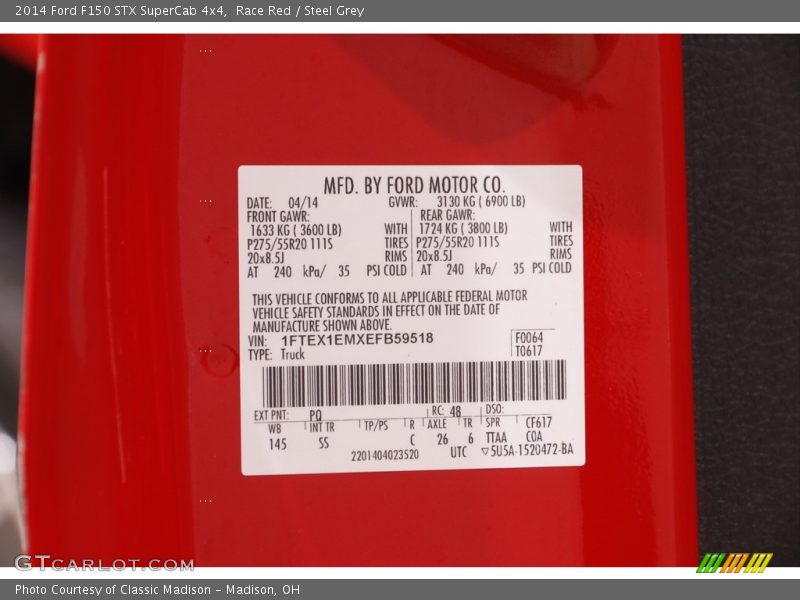 2014 Ford F150 STX SuperCab 4x4,  Race Red / Steel Grey
MFD. BY FORD MOTOR CO.
DATE: 04/14 GVWR: 3130 KG ( 6900 LB)
FRONT GAWR: REAR GAWR:
1633 KG ( 3600 LB) WITH 1724 KG ( 3800 LB) WITH
P275/55R20 111S TIRES P275/55R20 111S TIRES
20x8.5J RIMS 20x8.5J RIMS
AT 240 kPa/ 35 PSI COLD AT 240 kPa/ 35 PSI COLD
THIS VEHICLE CONFORMS TO ALL APPLICABLE FEDERAL MOTOR
VEHICLE SAFETY STANDARDS IN EFFECT ON THE DATE OF
MANUFACTURE SHOWN ABOVE.
VIN: 1FTEX1EMXEFB59518 F0064
TYPE: Truck T0617
EXT PNT: PQ RC: 48 DSO:
WB INT TR TP/PS R AXLE TR SPR CF617
145 SS C 26 6 TTAA COA
2201404023520 UTC ▽5U5A-1520472-BA
GTCARLOT.COM
Photo Courtesy of Classic Madison - Madison, OH